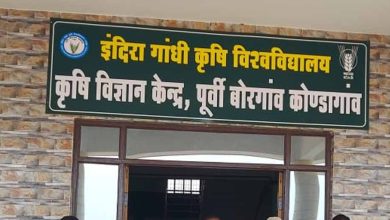 इंदिरा गांधी कृषि विश्वविद्यालय
कृषि विज्ञान केन्द्र, पूर्वी बोरगांव कोण्डागांव